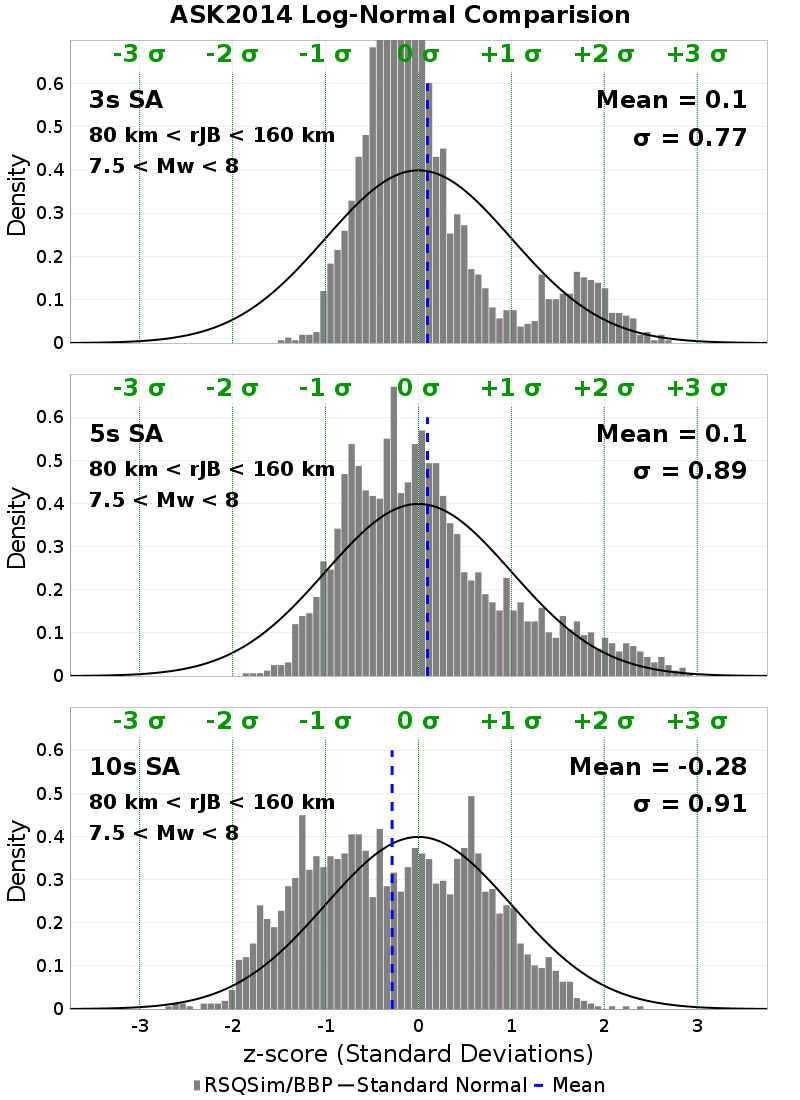 ASK2014 Log-Normal Comparision
-3 σ -2 σ -1 σ 0 σ +1 σ +2 σ +3 σ
0.6
3s SA Mean = 0.1
0.5
80 km < rJB < 160 km σ = 0.77
7.5 < Mw < 8
0.4
Density
0.3
0.2
0.1
0
-3 σ -2 σ -1 σ 0 σ +1 σ +2 σ +3 σ
0.6
5s SA Mean = 0.1
0.5
80 km < rJB < 160 km σ = 0.89
7.5 < Mw < 8
0.4
Density
0.3
0.2
0.1
0
-3 σ -2 σ -1 σ 0 σ +1 σ +2 σ +3 σ
0.6
10s SA Mean = -0.28
0.5
80 km < rJB < 160 km σ = 0.91
7.5 < Mw < 8
0.4
Density
0.3
0.2
0.1
0
-3 -2 -1 0 1 2 3
z-score (Standard Deviations)
RSQSim/BBP Standard Normal Mean